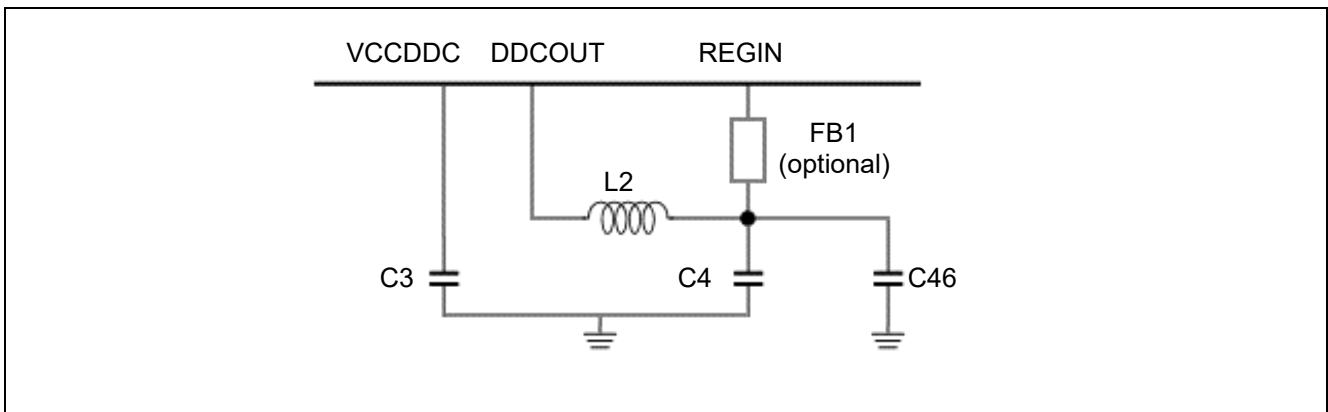 VCCDDC DDCOUT REGIN
FB1
(optional)
L2
C3 C4 C46